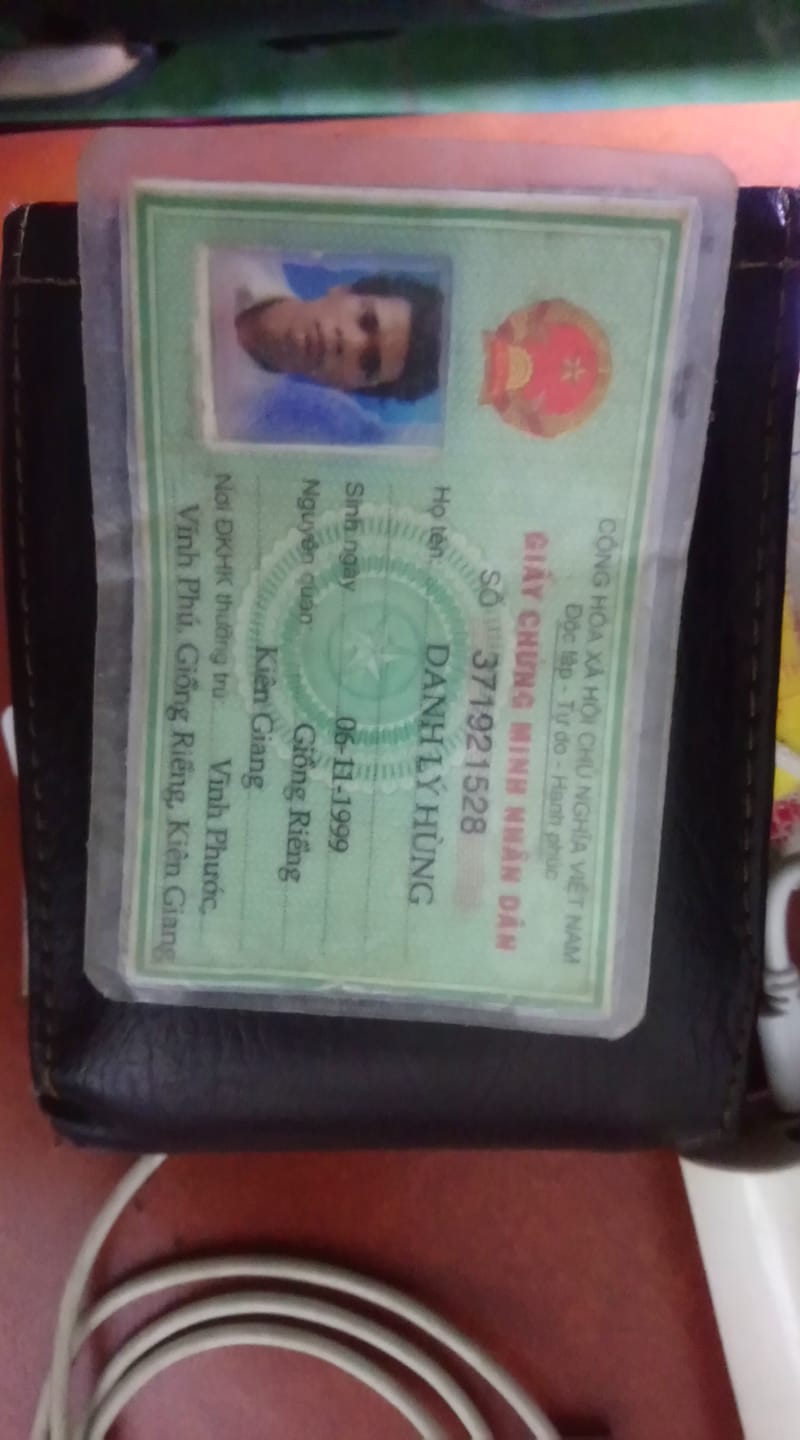 CỘNG HÒA XÃ HỘI CHỦ NGHĨA VIỆT NAM
Độc lập - Tự do - Hạnh phúc
GIẤY CHỨNG MINH NHÂN DÂN
SỐ 371921528
Họ tên: DANH LÝ HÙNG
Sinh ngày 06-11-1999
Nguyên quán Giồng Riềng
Kiên Giang
Nơi ĐKHK thường trú: Vĩnh Phước,
Vĩnh Phú, Giồng Riềng, Kiên Giang